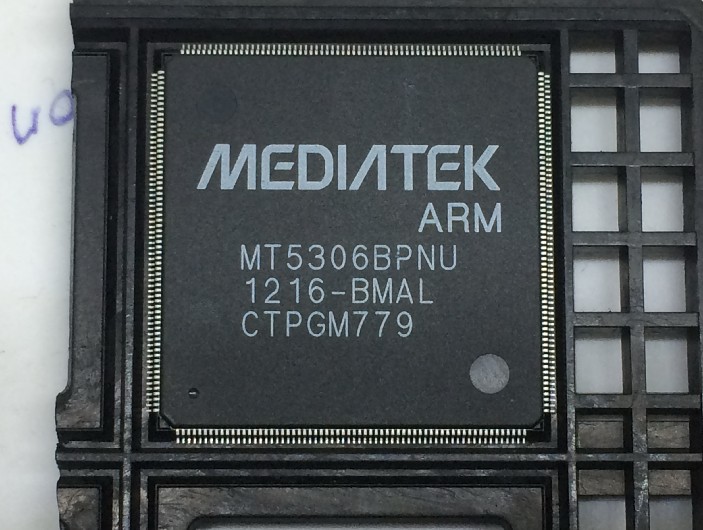 MEDIATEK
ARM
MT5306BPNU
1216-BMAL
CTPGM779